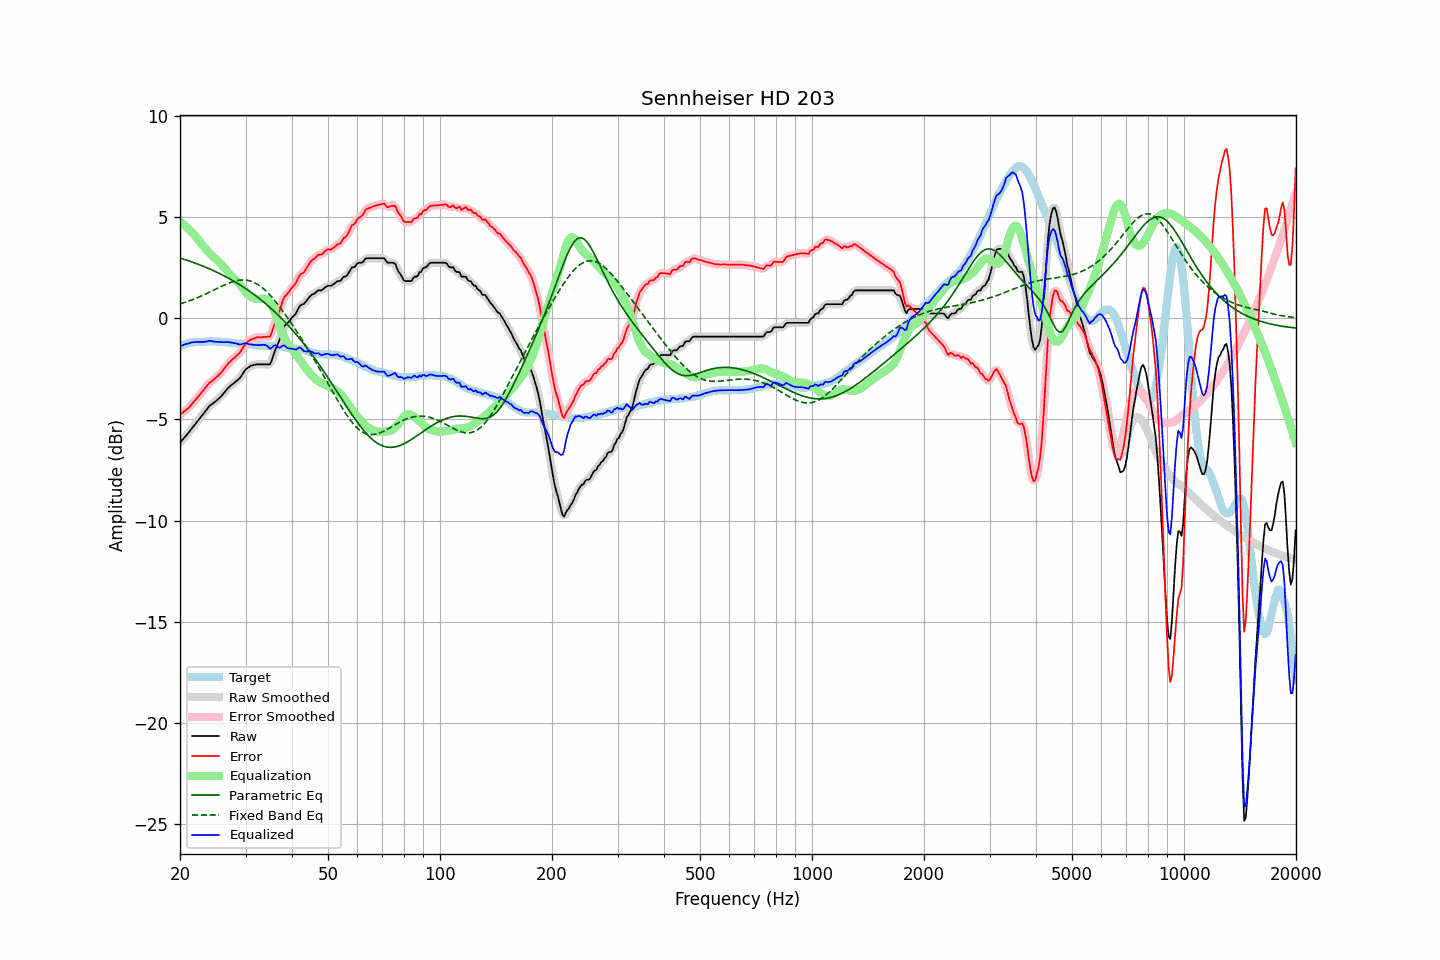 Sennheiser HD 203
10
5
0
−5
−10
−15
−20
−25
Amplitude (dBr)
Target
Raw Smoothed
Error Smoothed
Raw
Error
Equalization
Parametric Eq
Fixed Band Eq
Equalized
20 50 100 200 500 1000 2000 5000 10000 20000
Frequency (Hz)